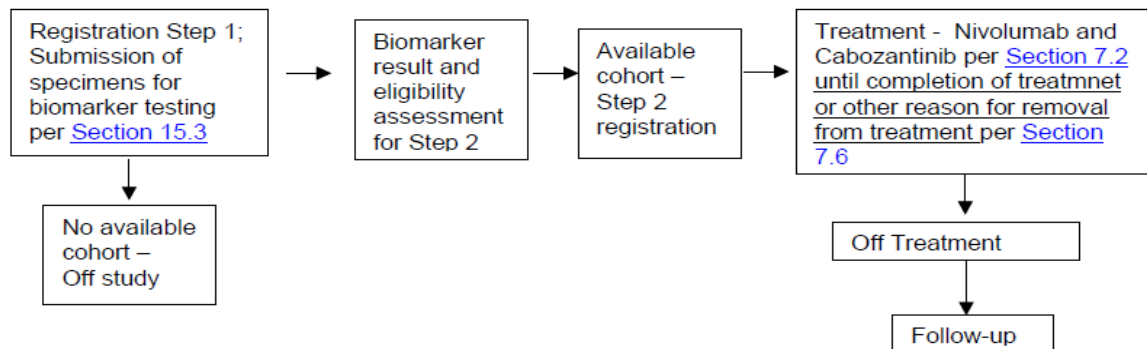 Registration Step 1;
Submission of
specimens for
biomarker testing
per Section 15.3
Biomarker
result and
eligibility
assessment
for Step 2
Available
cohort –
Step 2
registration
Treatment - Nivolumab and
Cabozantinib per Section 7.2
until completion of treatmnet
or other reason for removal
from treatment per Section
7.6
No available
cohort –
Off study
Off Treatment
Follow-up